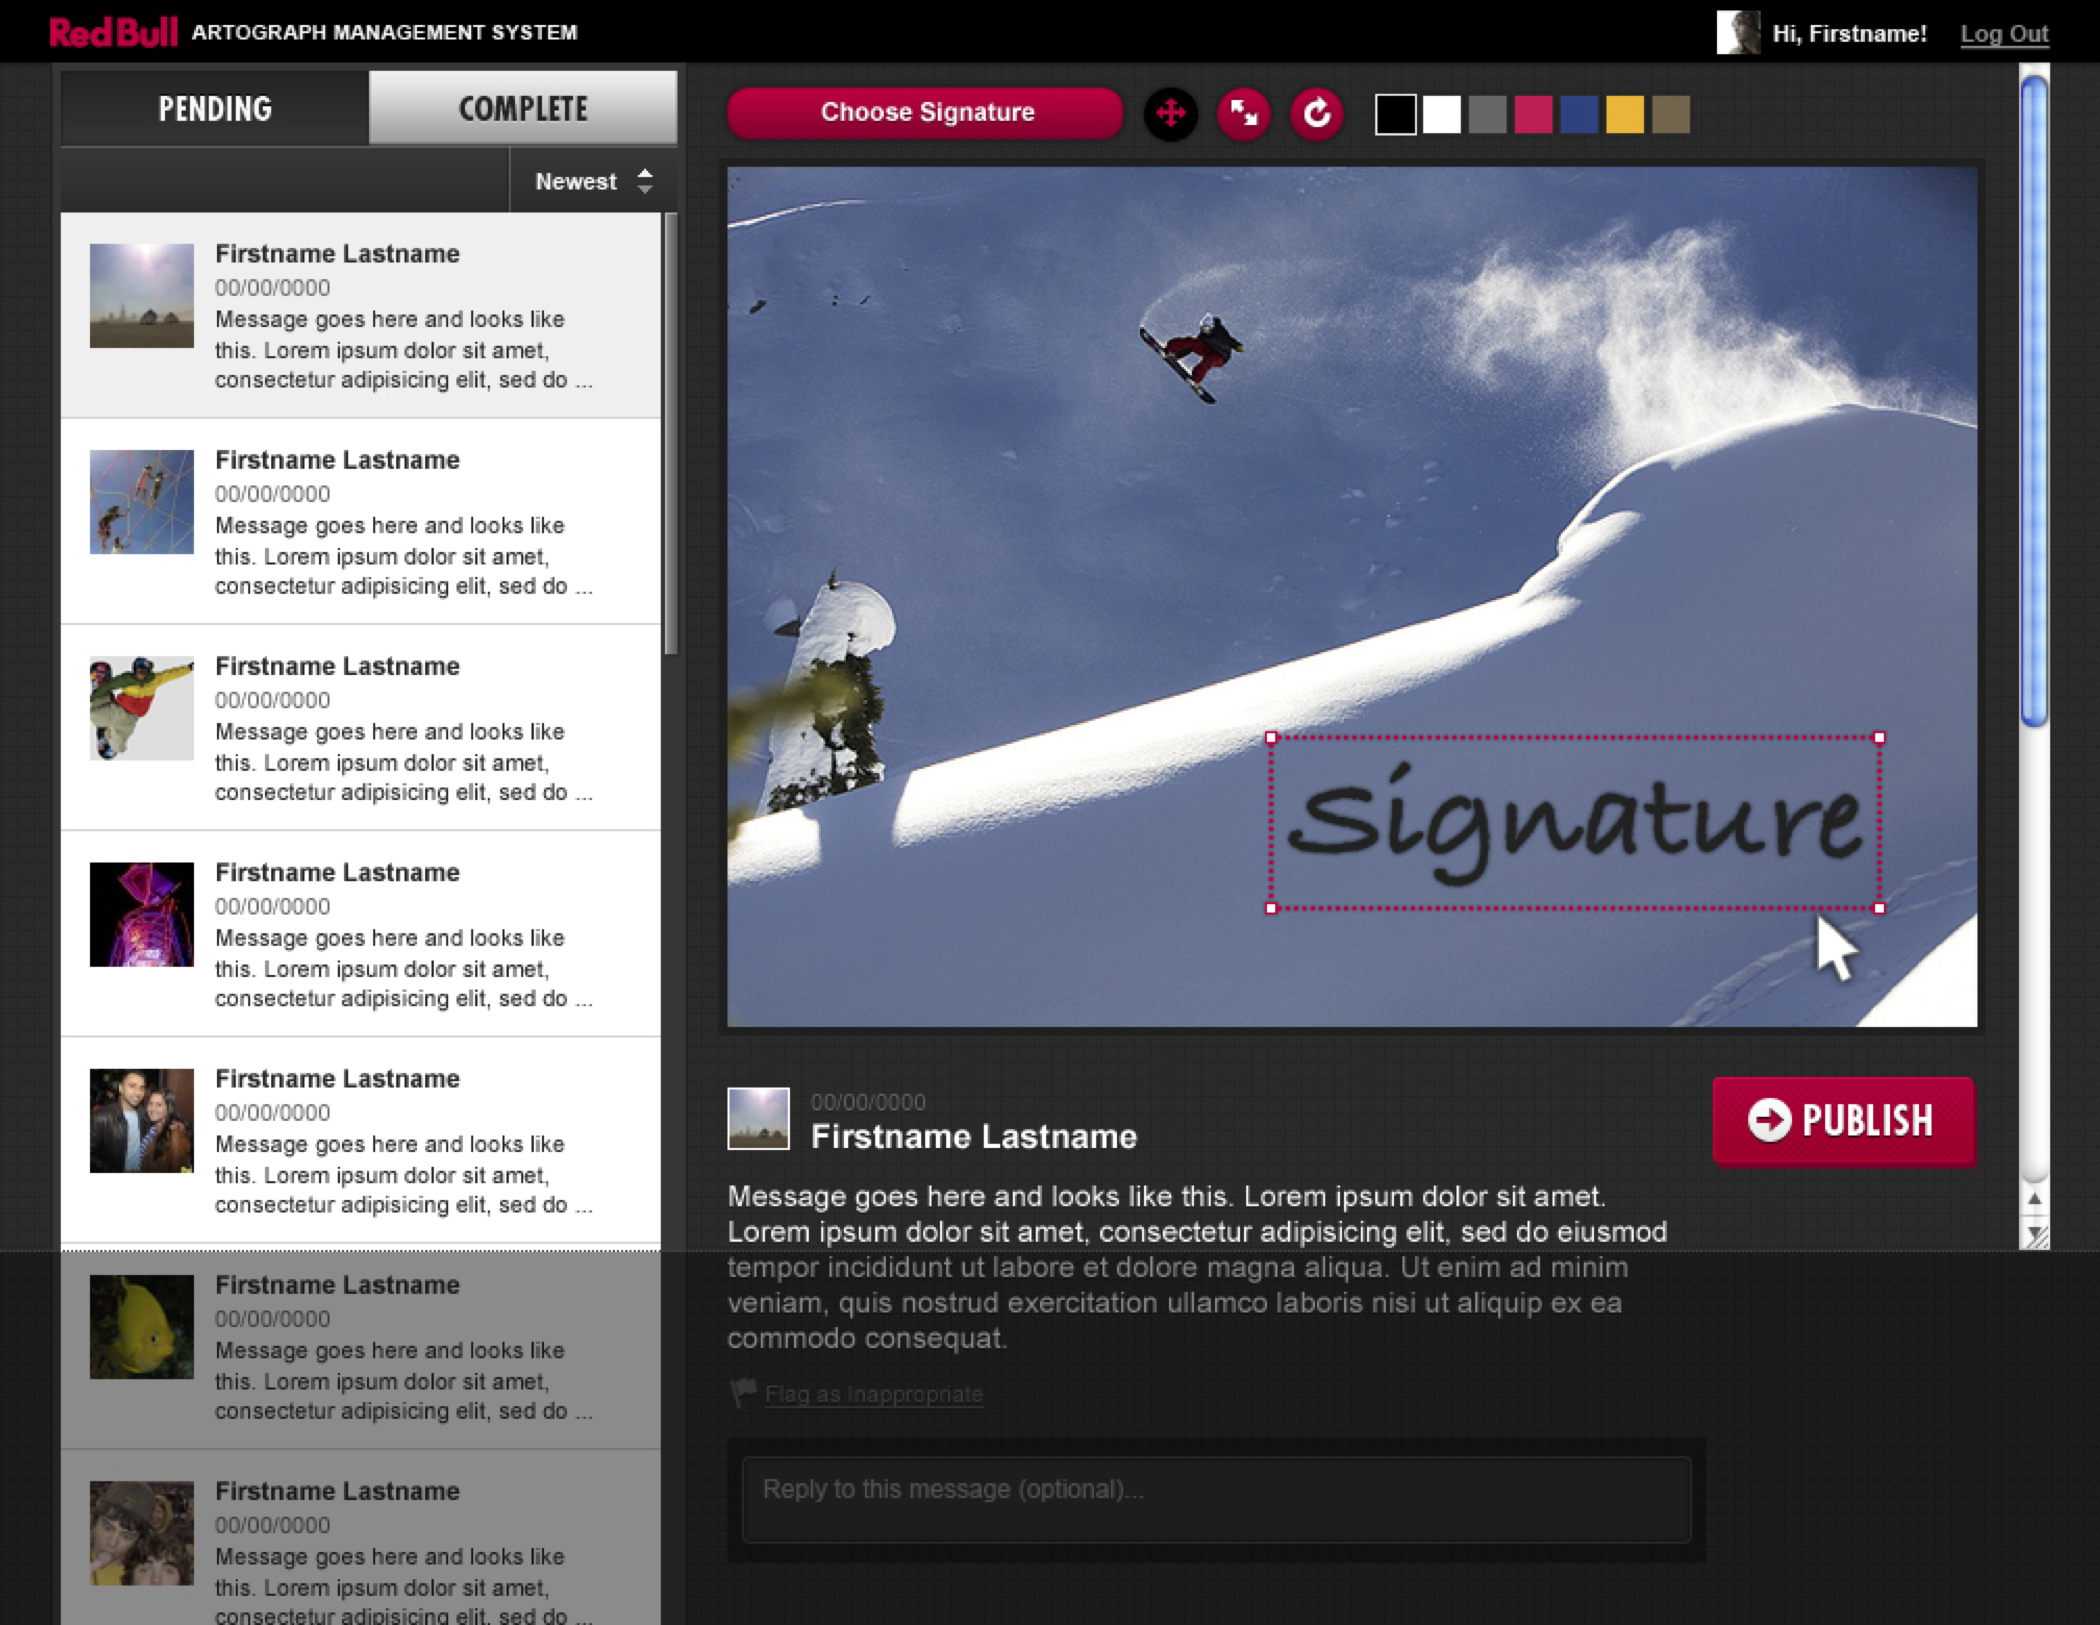 Red Bull ARTOGRAPH MANAGEMENT SYSTEM
Hi, Firstname! Log Out
PENDING COMPLETE
Newest
Firstname Lastname
00/00/0000
Message goes here and looks like
this. Lorem ipsum dolor sit amet,
consectetur adipisicing elit, sed do ...
Firstname Lastname
00/00/0000
Message goes here and looks like
this. Lorem ipsum dolor sit amet,
consectetur adipisicing elit, sed do ...
Firstname Lastname
00/00/0000
Message goes here and looks like
this. Lorem ipsum dolor sit amet,
consectetur adipisicing elit, sed do ...
Firstname Lastname
00/00/0000
Message goes here and looks like
this. Lorem ipsum dolor sit amet,
consectetur adipisicing elit, sed do ...
Firstname Lastname
00/00/0000
Message goes here and looks like
this. Lorem ipsum dolor sit amet,
consectetur adipisicing elit, sed do ...
Firstname Lastname
00/00/0000
Message goes here and looks like
this. Lorem ipsum dolor sit amet,
consectetur adipisicing elit, sed do ...
Firstname Lastname
00/00/0000
Message goes here and looks like
this. Lorem ipsum dolor sit amet,
consectetur adipisicing elit, sed do ...
Choose Signature
Signature
00/00/0000
Firstname Lastname
PUBLISH
Message goes here and looks like this. Lorem ipsum dolor sit amet.
Lorem ipsum dolor sit amet, consectetur adipisicing elit, sed do eiusmod
tempor incididunt ut labore et dolore magna aliqua. Ut enim ad minim
veniam, quis nostrud exercitation ullamco laboris nisi ut aliquip ex ea
commodo consequat.
Flag as Inappropriate
Reply to this message (optional)...